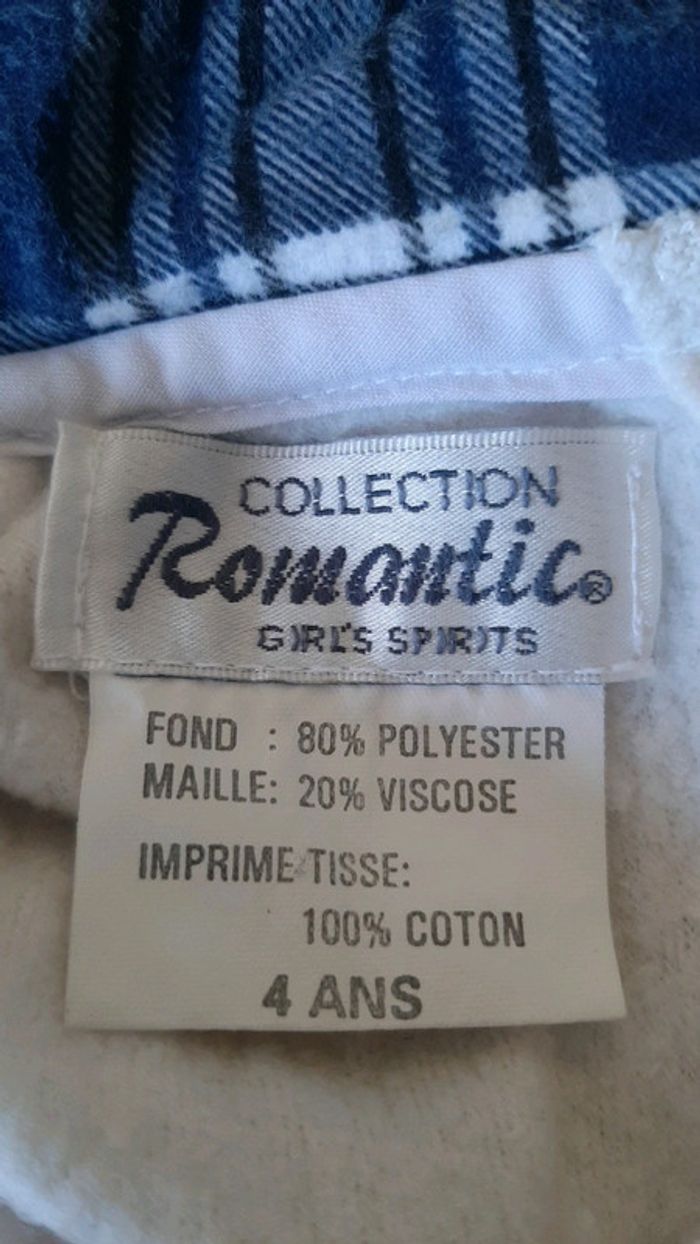 COLLECTION
Romantic®
GIRL'S SPIRITS
FOND : 80% POLYESTER
MAILLE: 20% VISCOSE
IMPRIME TISSE:
100% COTON
4 ANS